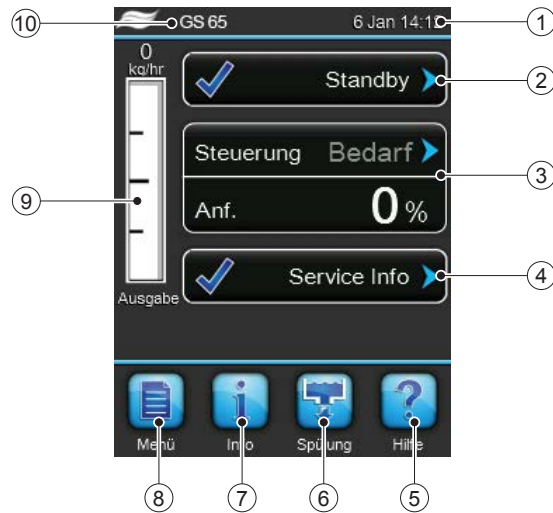 10 GS 65 6 Jan 14:1 1
0
kg/hr
Standby 2
Steuerung Bedarf
3
Anf. 0 %
9
Service Info 4
Ausgabe
Menü Info Spülung Hilfe
8 7 6 5